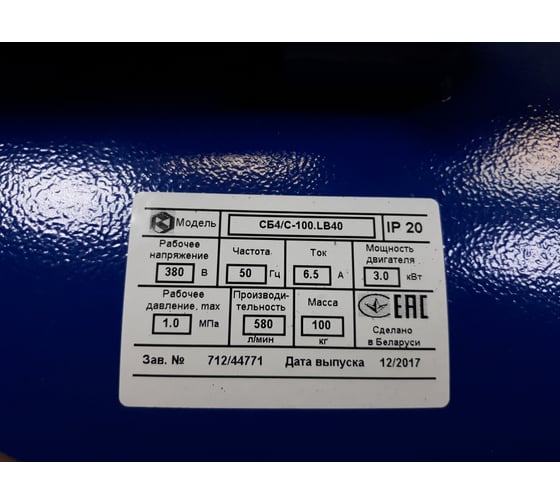 Модель СБ4/С-100.LB40 IP 20
Рабочее напряжение 380 В
Частота 50 Гц
Ток 6.5 А
Мощность двигателя 3.0 кВт
Рабочее давление, max 1.0 МПа
Производи-тельность 580 л/мин
Масса 100 кг
EAC
Сделано в Беларуси
Зав. № 712/44771 Дата выпуска 12/2017